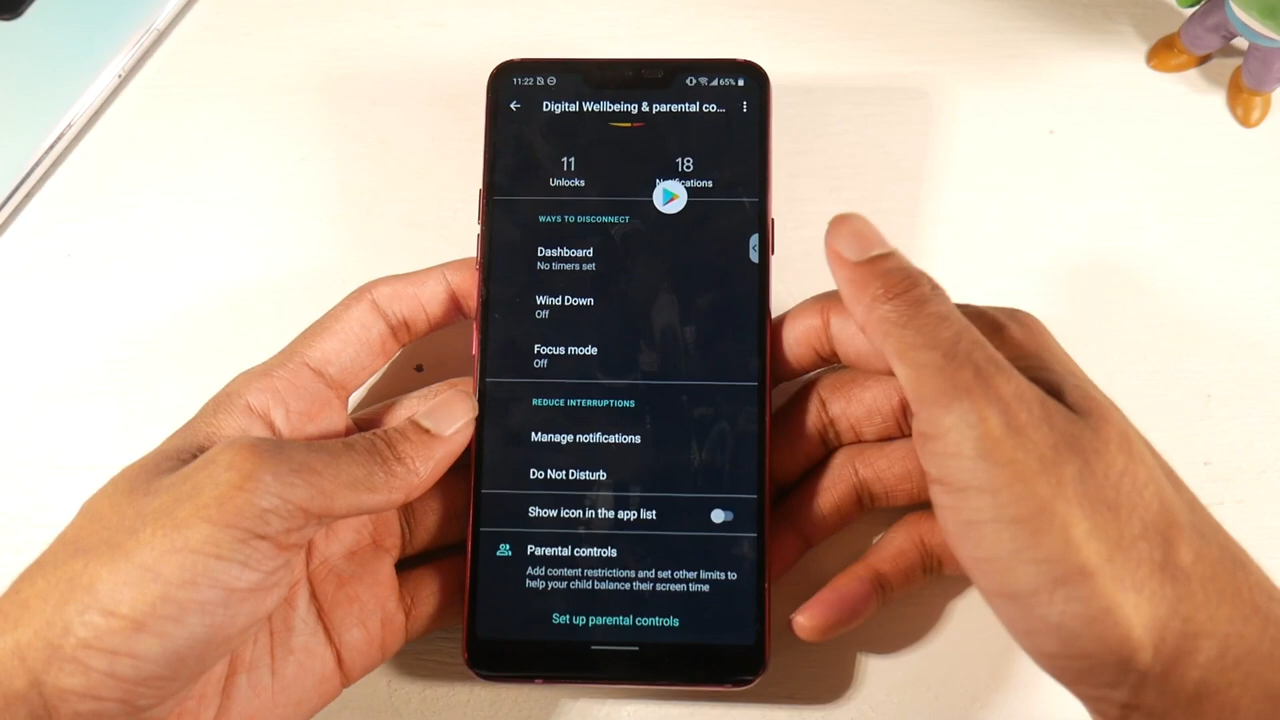 11:22
65%
Digital Wellbeing & parental co...
11
18
Unlocks
Notifications
WAYS TO DISCONNECT
Dashboard
No timers set
Wind Down
Off
Focus mode
Off
REDUCE INTERRUPTIONS
Manage notifications
Do Not Disturb
Show icon in the app list
Parental controls
Add content restrictions and set other limits to
help your child balance their screen time
Set up parental controls